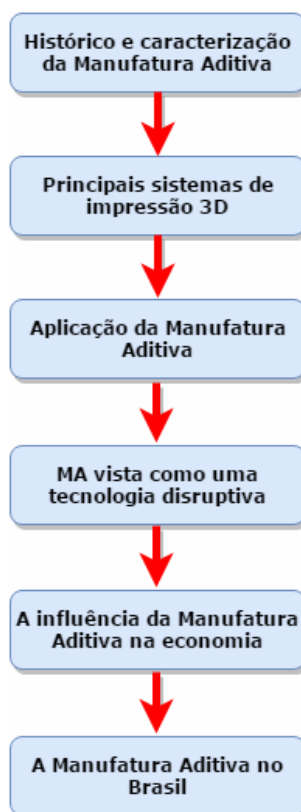 Histórico e caracterização
da Manufatura Aditiva
Principais sistemas de
impressão 3D
Aplicação da Manufatura
Aditiva
MA vista como uma
tecnologia disruptiva
A influência da Manufatura
Aditiva na economia
A Manufatura Aditiva no
Brasil